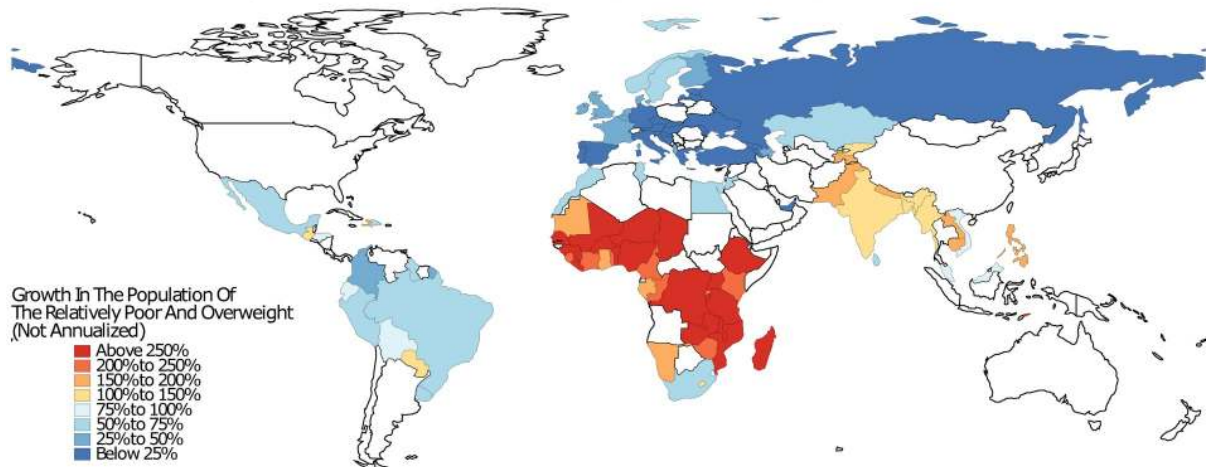 Growth In The Population Of
The Relatively Poor And Overweight
(Not Annualized)
Above 250%
200%to 250%
150%to 200%
100%to 150%
75%to 100%
50%to 75%
25%to 50%
Below 25%